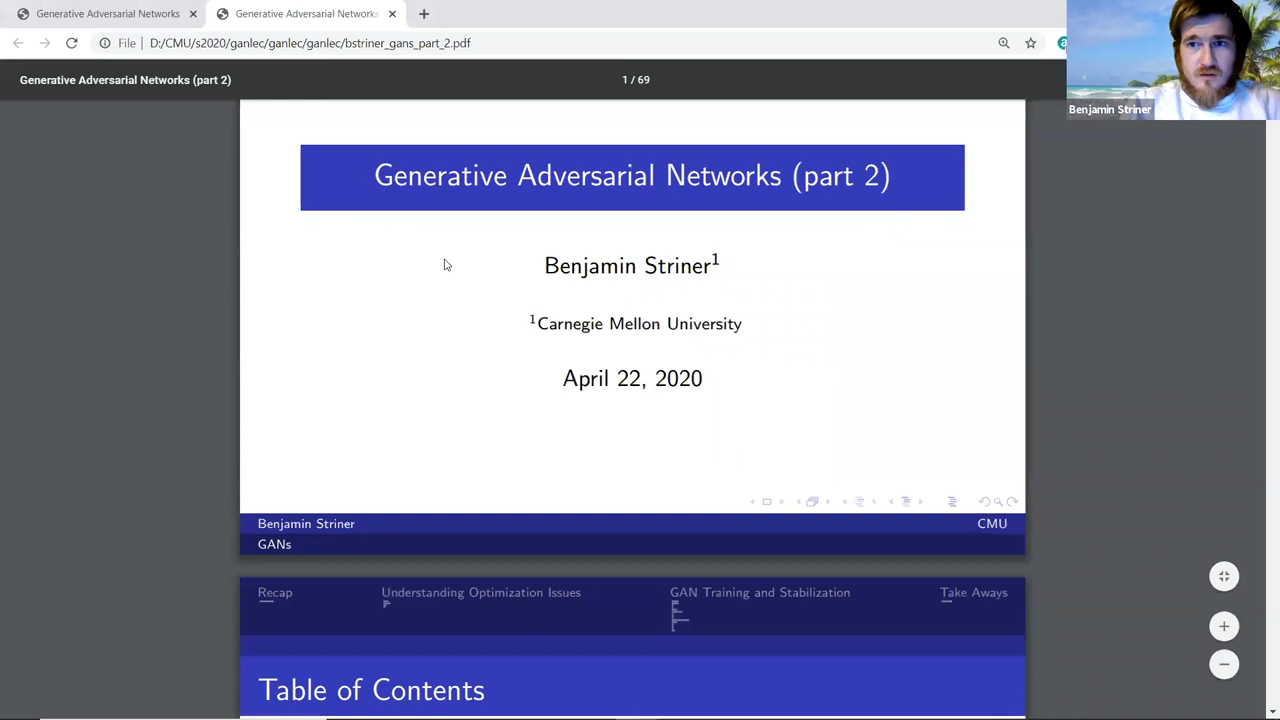 Generative Adversarial Networks
Generative Adversarial Networks
File D:/CMU/s2020/ganlec/ganlec/ganlec/bstriner_gans_part_2.pdf
Generative Adversarial Networks (part 2)
1 / 69
Benjamin Striner
Generative Adversarial Networks (part 2)
Benjamin Striner¹
¹Carnegie Mellon University
April 22, 2020
Benjamin Striner
CMU
GANs
Recap
Understanding Optimization Issues
GAN Training and Stabilization
Take Aways
Table of Contents